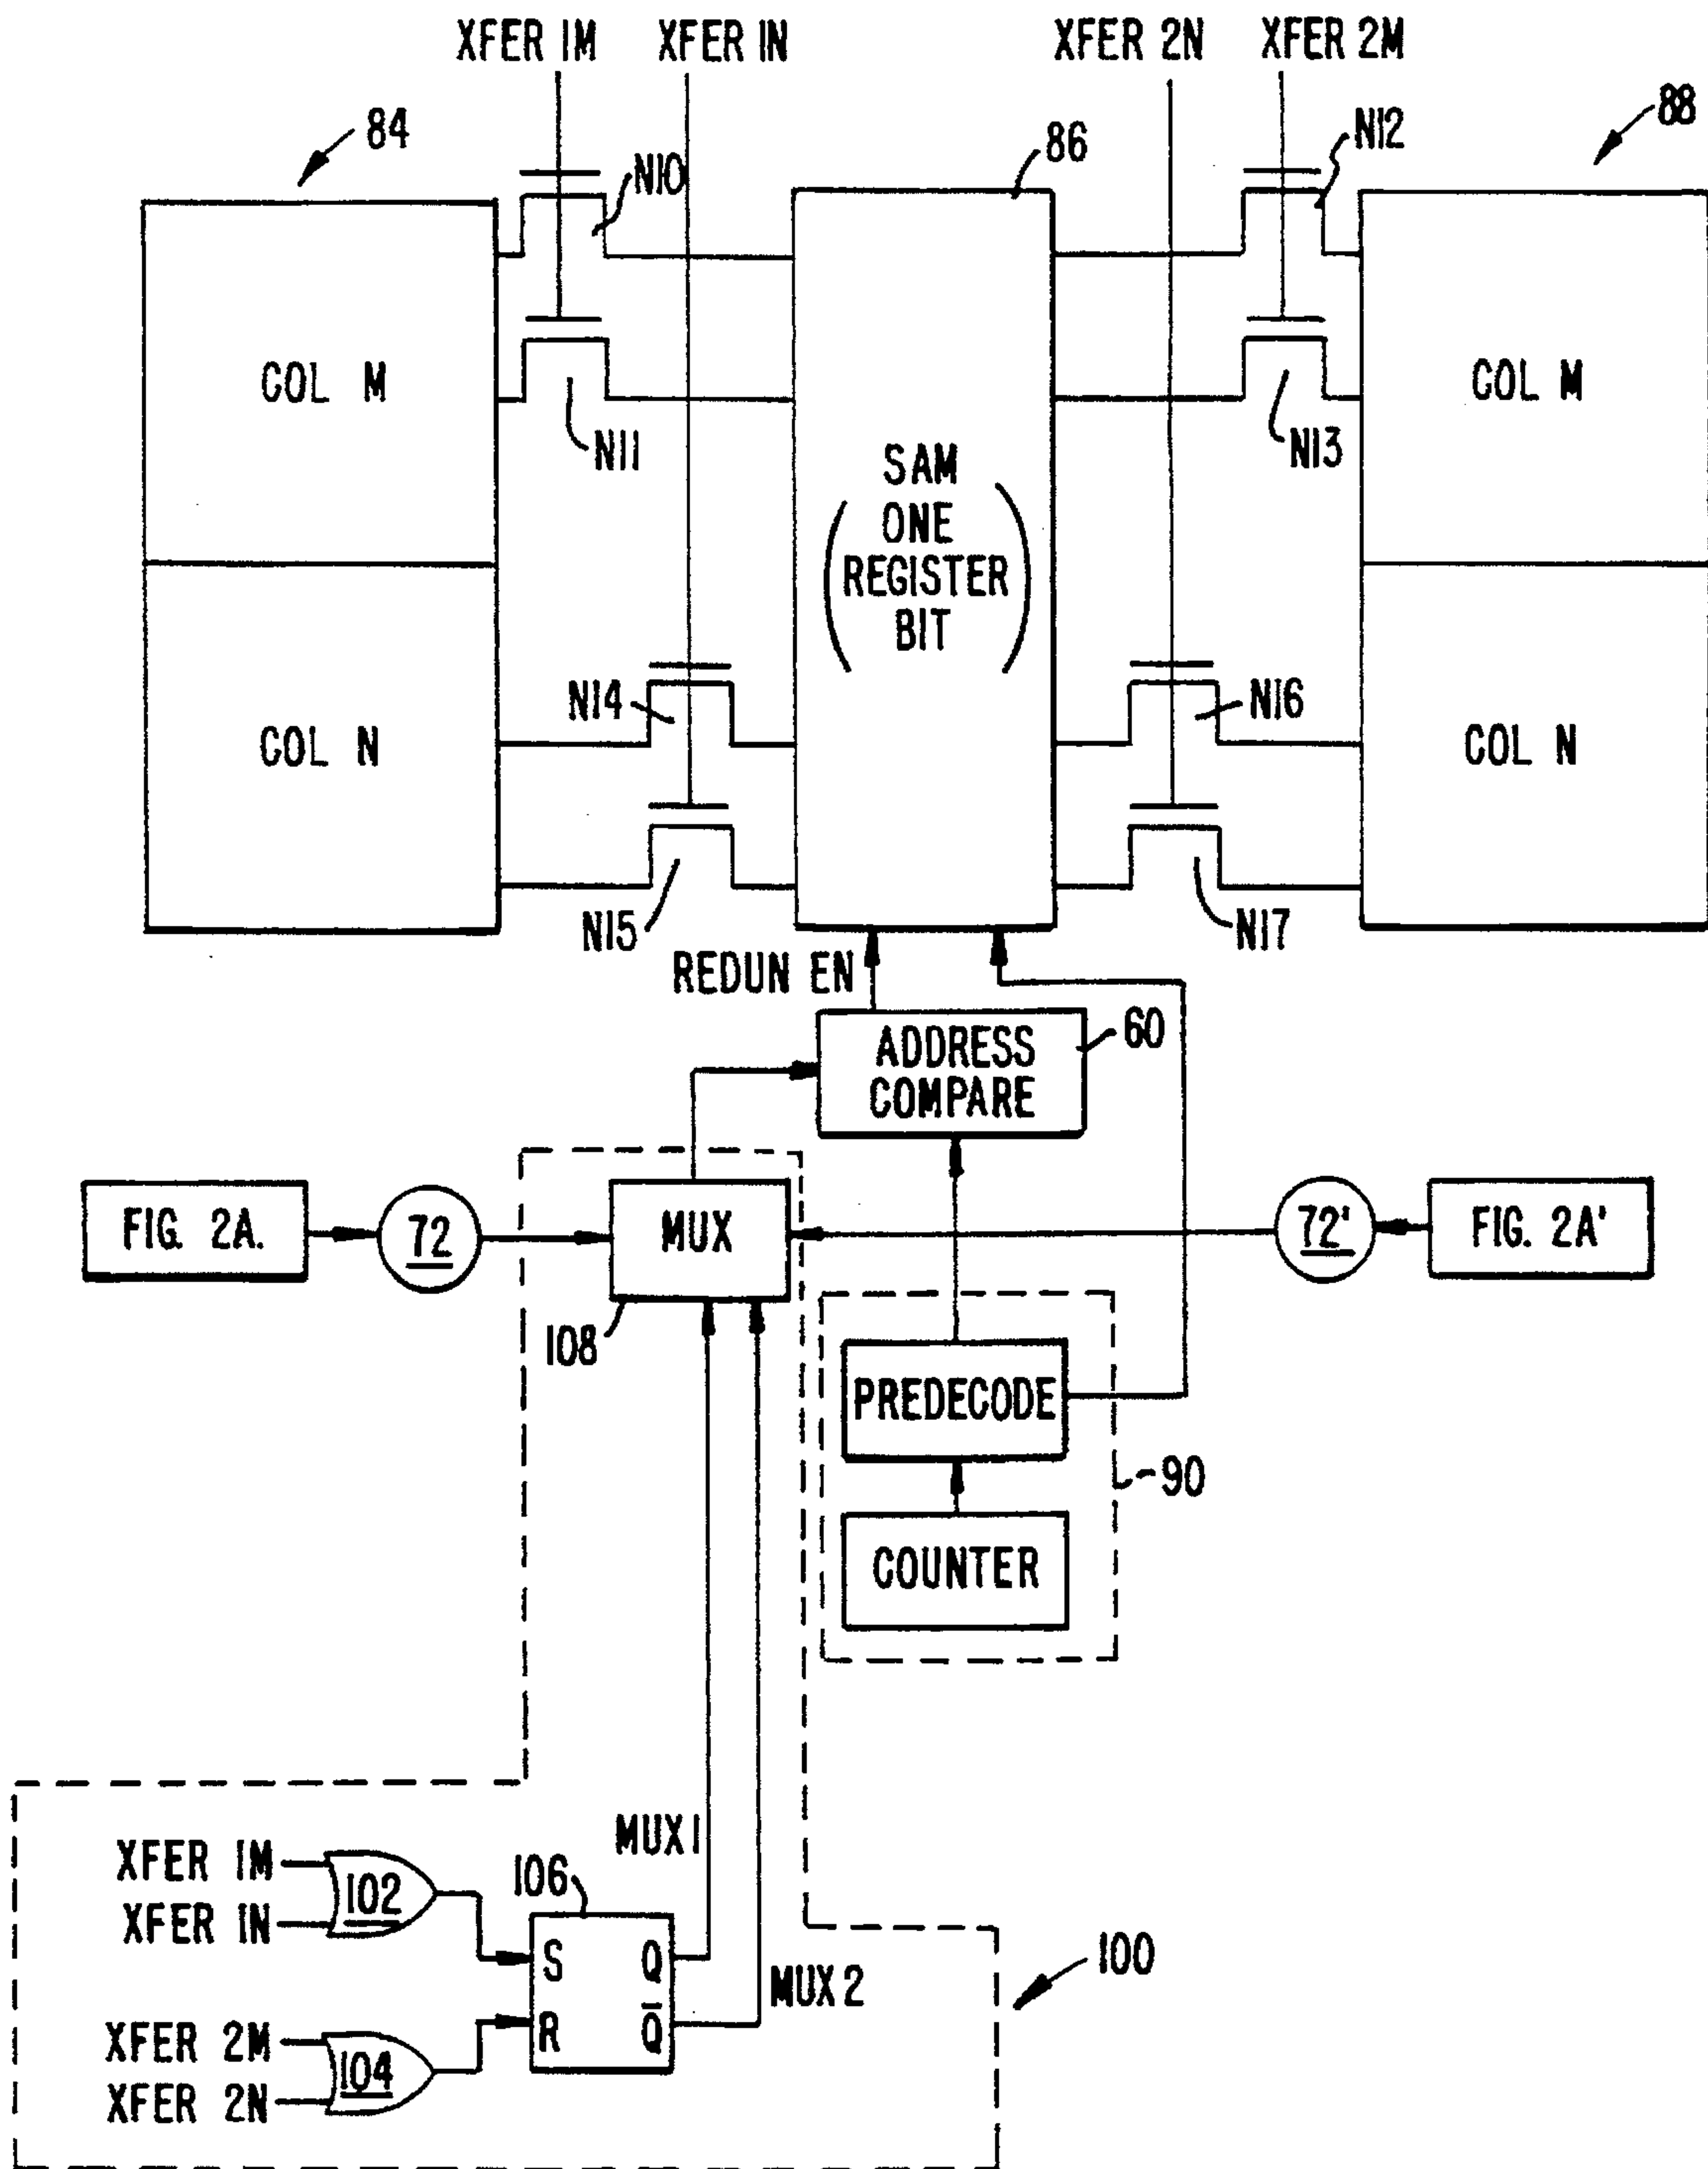 XFER 1M XFER 1N XFER 2N XFER 2M
84
N10
86
N12
88
COL M
N11
SAM
ONE
REGISTER
BIT
N13
COL M
COL N
N14
N16
COL N
N15
N17
REDUN EN
ADDRESS
COMPARE
60
FIG. 2A.
72
MUX
72'
FIG. 2A'
108
PREDECODE
90
COUNTER
MUX1
XFER 1M
XFER 1N
102
106
S Q
R Q̅
MUX 2
100
XFER 2M
XFER 2N
104